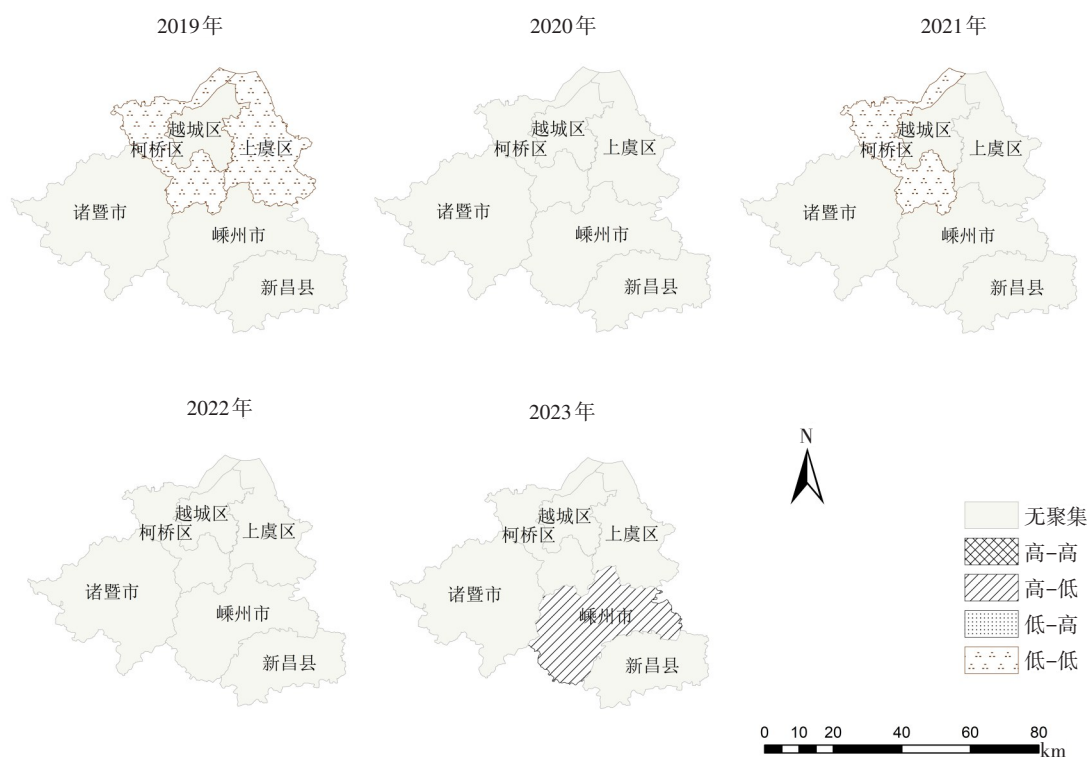 2019年
2020年
2021年
越城区
柯桥区
上虞区
诸暨市
嵊州市
新昌县
越城区
柯桥区
上虞区
诸暨市
嵊州市
新昌县
越城区
柯桥区
上虞区
诸暨市
嵊州市
新昌县
2022年
2023年
越城区
柯桥区
上虞区
诸暨市
嵊州市
新昌县
越城区
柯桥区
上虞区
诸暨市
嵊州市
新昌县
N
无聚集
高-高
高-低
低-高
低-低
0 10 20 40 60 80
km